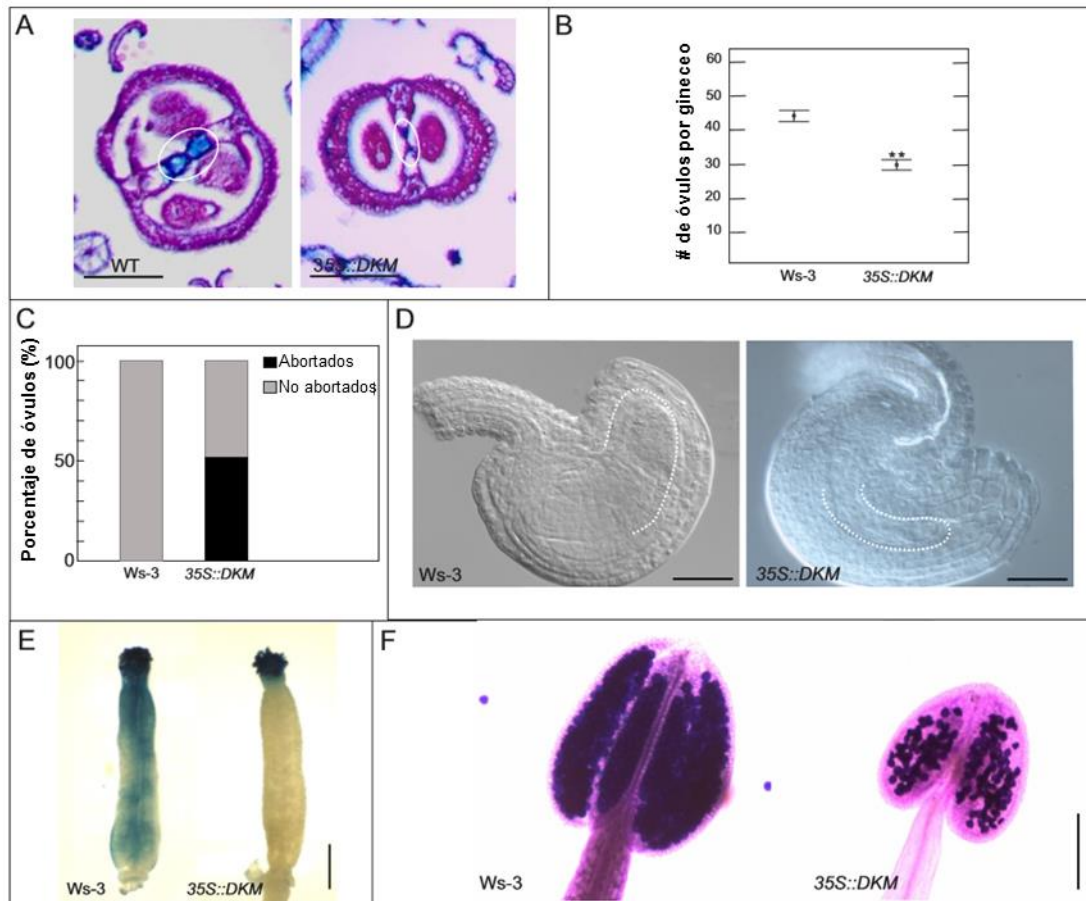 A
WT
35S::DKM
B
# de óvulos por gineceo
60
50
40
30
20
10
**
Ws-3
35S::DKM
C
Porcentaje de óvulos (%)
100
50
0
Abortados
No abortados
Ws-3
35S::DKM
D
Ws-3
35S::DKM
E
Ws-3
35S::DKM
F
Ws-3
35S::DKM